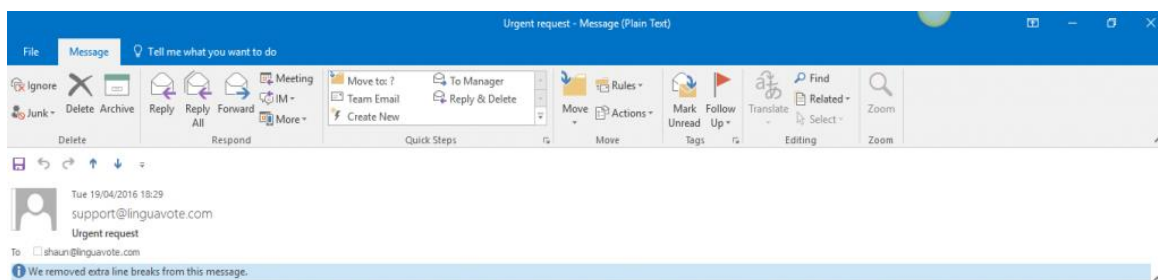 Urgent request - Message (Plain Text)
File Message Tell me what you want to do
Ignore
Junk
Delete Archive
Reply Reply All Forward
Meeting
IM
More
Move to: ? To Manager
Team Email Reply & Delete
Create New
Move
Rules
Actions
Mark Unread Follow Up
Translate
Find
Related
Select
Zoom
Delete Respond Quick Steps Move Tags Editing Zoom
Tue 19/04/2016 18:29
support@linguavote.com
Urgent request
To shaun@linguavote.com
We removed extra line breaks from this message.